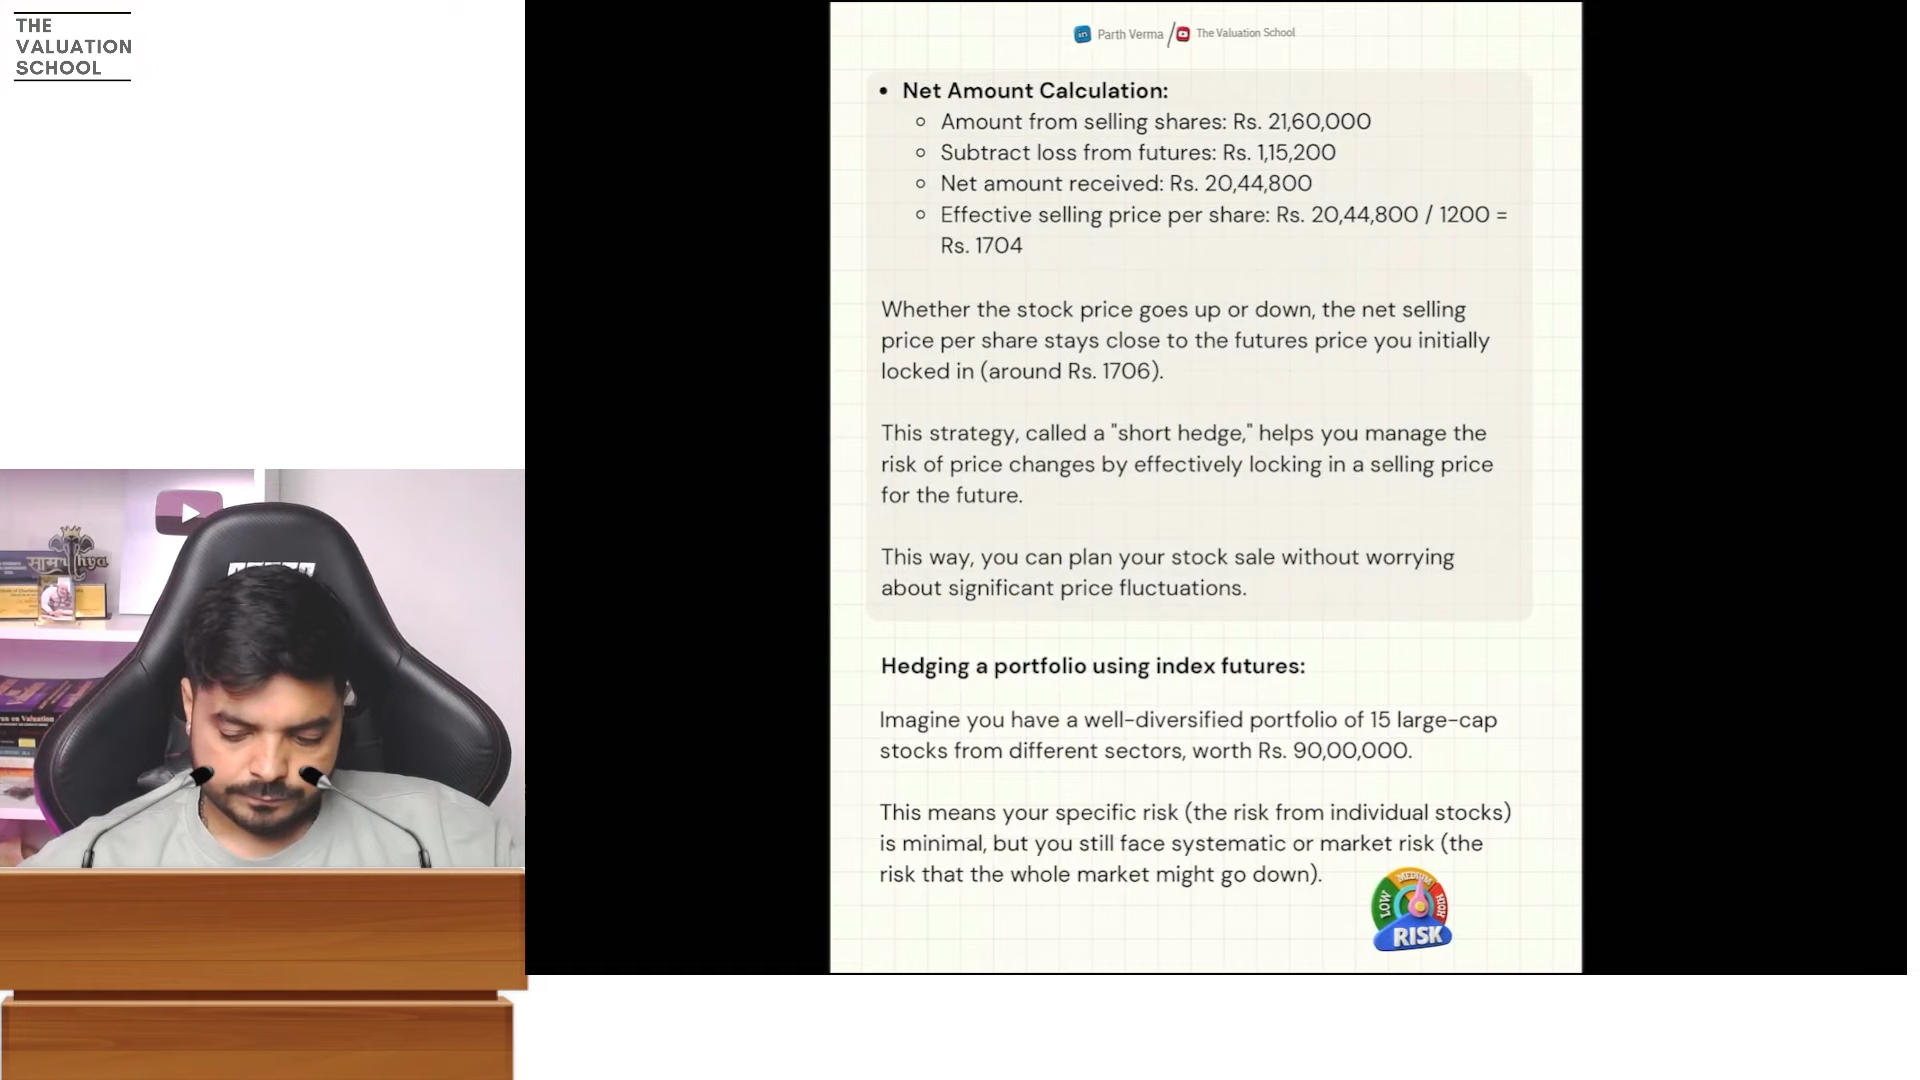 THE
VALUATION
SCHOOL
Parth Verma
The Valuation School
• Net Amount Calculation:
Amount from selling shares: Rs. 21,60,000
Subtract loss from futures: Rs. 1,15,200
Net amount received: Rs. 20,44,800
Effective selling price per share: Rs. 20,44,800 / 1200 =
Rs. 1704
Whether the stock price goes up or down, the net selling
price per share stays close to the futures price you initially
locked in (around Rs. 1706).
This strategy, called a "short hedge," helps you manage the
risk of price changes by effectively locking in a selling price
for the future.
This way, you can plan your stock sale without worrying
about significant price fluctuations.
Hedging a portfolio using index futures:
Imagine you have a well-diversified portfolio of 15 large-cap
stocks from different sectors, worth Rs. 90,00,000.
This means your specific risk (the risk from individual stocks)
is minimal, but you still face systematic or market risk (the
risk that the whole market might go down).
LOW
MEDIUM
HIGH
RISK
on Valuation